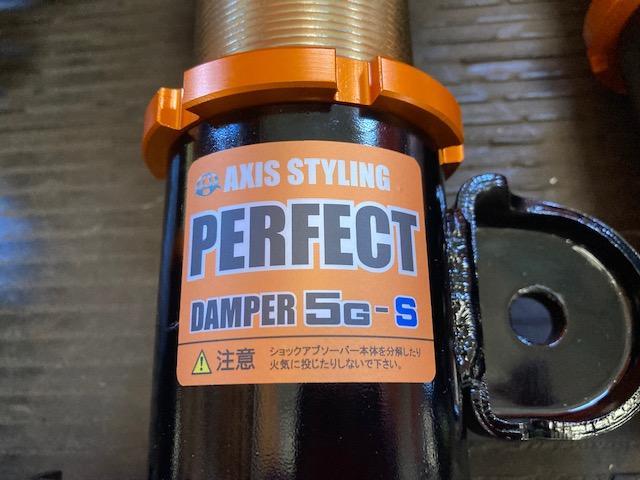 AXIS STYLING
PERFECT
DAMPER 5G-S
注意
ショックアブソーバー本体を分解したり
火気に投じたりしないで下さい。